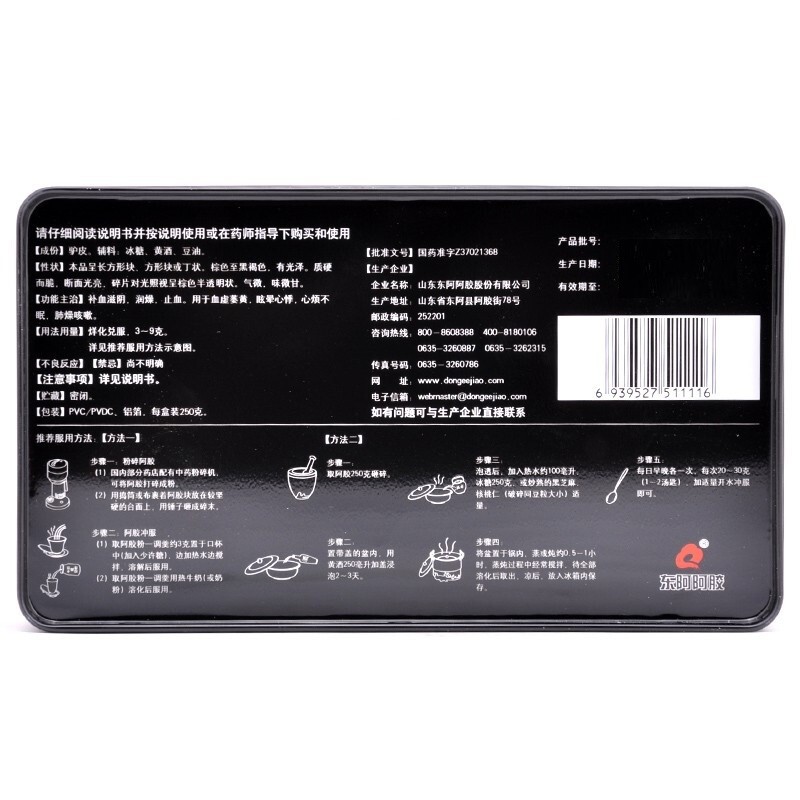 请仔细阅读说明书并按说明使用或在药师指导下购买和使用
[成份] 驴皮。辅料:冰糖、黄酒、豆油。
[性状] 本品呈长方形块、方形块或丁状。棕色至黑褐色,有光泽。质硬
而脆,断面光亮,碎片对光照视呈棕色半透明状。气微,味微甘。
[功能主治] 补血滋阴,润燥,止血。用于血虚萎黄,眩晕心悸,心烦不
眠,肺燥咳嗽。
[用法用量] 烊化兑服,3~9克。
详见推荐服用方法示意图。
[不良反应] [禁忌] 尚不明确
[注意事项] 详见说明书。
[贮藏] 密闭。
[包装] PVC/PVDC,铝箔,每盒装250克。
[批准文号] 国药准字Z37021368
[生产企业]
企业名称: 山东东阿阿胶股份有限公司
生产地址: 山东省东阿县阿胶街78号
邮政编码: 252201
咨询热线: 800-8608388 400-8180106
0635-3260887 0635-3262315
传真号码: 0635-3260786
网 址: www.dongeejiao.com
电子信箱: webmaster@dongeejiao.com
如有问题可与生产企业直接联系
产品批号:
生产日期:
有效期至:
6 939527 511116
推荐服用方法: [方法一]
步骤一: 粉碎阿胶
(1) 国内部分药店配有中药粉碎机,
可将阿胶打碎成粉。
(2) 用捣筒或布裹着阿胶块放在较坚
硬的台面上,用锤子砸成碎末。
步骤二: 阿胶冲服
(1) 取阿胶粉一调羹约3克置于口杯
中(加入少许糖),边加热水边搅
拌,溶解后服用。
(2) 取阿胶粉一调羹用热牛奶(或奶
粉)溶化后服用。
[方法二]
步骤一:
取阿胶250克砸碎。
步骤二:
置带盖的盆内,用
黄酒250毫升加盖浸
泡2~3天。
步骤三:
泡透后,加入热水约100毫升、
冰糖250克,或炒熟的黑芝麻、
核桃仁(破碎同豆粒大小)适
量。
步骤四:
将盆置于锅内,蒸或炖约0.5-1小
时,蒸炖过程中经常搅拌,待全部
溶化后取出,凉后,放入冰箱内保
存。
步骤五:
每日早晚各一次,每次20~30克
(1~2汤匙),加适量开水冲服
即可。
东阿阿胶